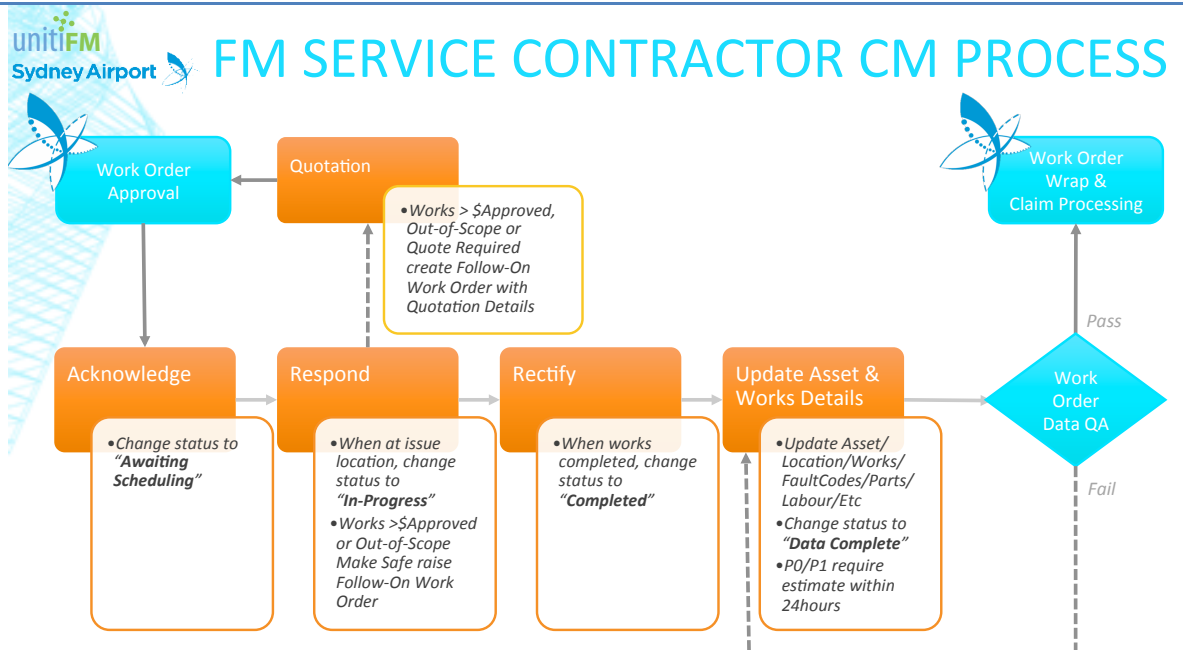 unitiFM
Sydney Airport
FM SERVICE CONTRACTOR CM PROCESS
Work Order
Approval
Quotation
•Works > $Approved,
Out-of-Scope or
Quote Required
create Follow-On
Work Order with
Quotation Details
Work Order
Wrap &
Claim Processing
Pass
Acknowledge
•Change status to
“Awaiting
Scheduling”
Respond
•When at issue
location, change
status to
“In-Progress”
•Works >$Approved
or Out-of-Scope
Make Safe raise
Follow-On Work
Order
Rectify
•When works
completed, change
status to
“Completed”
Update Asset &
Works Details
•Update Asset/
Location/Works/
FaultCodes/Parts/
Labour/Etc
•Change status to
“Data Complete”
•P0/P1 require
estimate within
24hours
Work
Order
Data QA
Fail